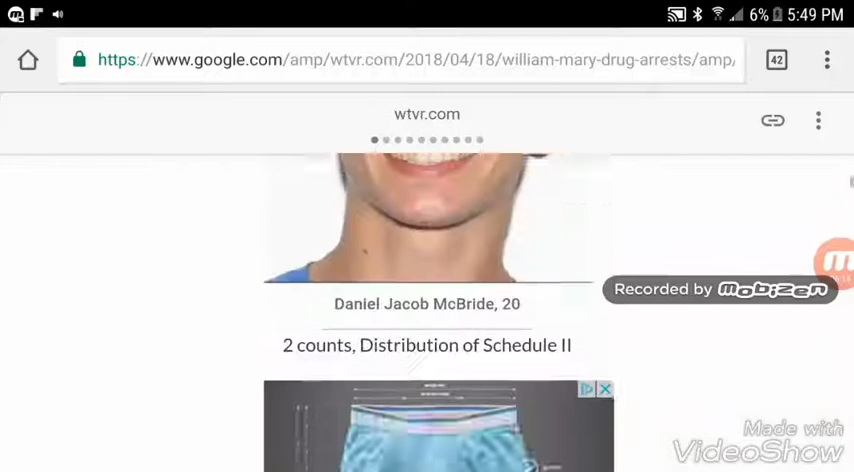 6% 5:49 PM
https://www.google.com/amp/wtvr.com/2018/04/18/william-mary-drug-arrests/amp/
42
wtvr.com
Recorded by mobizen
Daniel Jacob McBride, 20
2 counts, Distribution of Schedule II
Made with
VideoShow